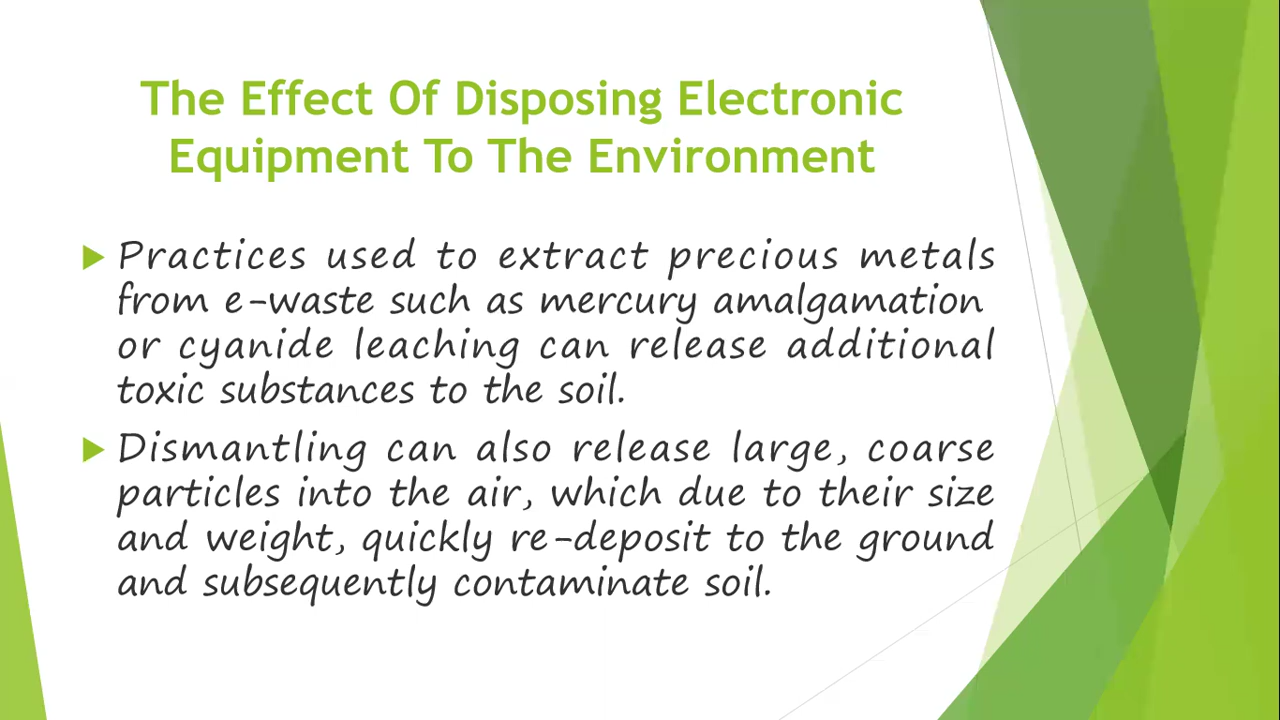 The Effect Of Disposing Electronic
Equipment To The Environment
Practices used to extract precious metals
from e-waste such as mercury amalgamation
or cyanide leaching can release additional
toxic substances to the soil.
Dismantling can also release large, coarse
particles into the air, which due to their size
and weight, quickly re-deposit to the ground
and subsequently contaminate soil.